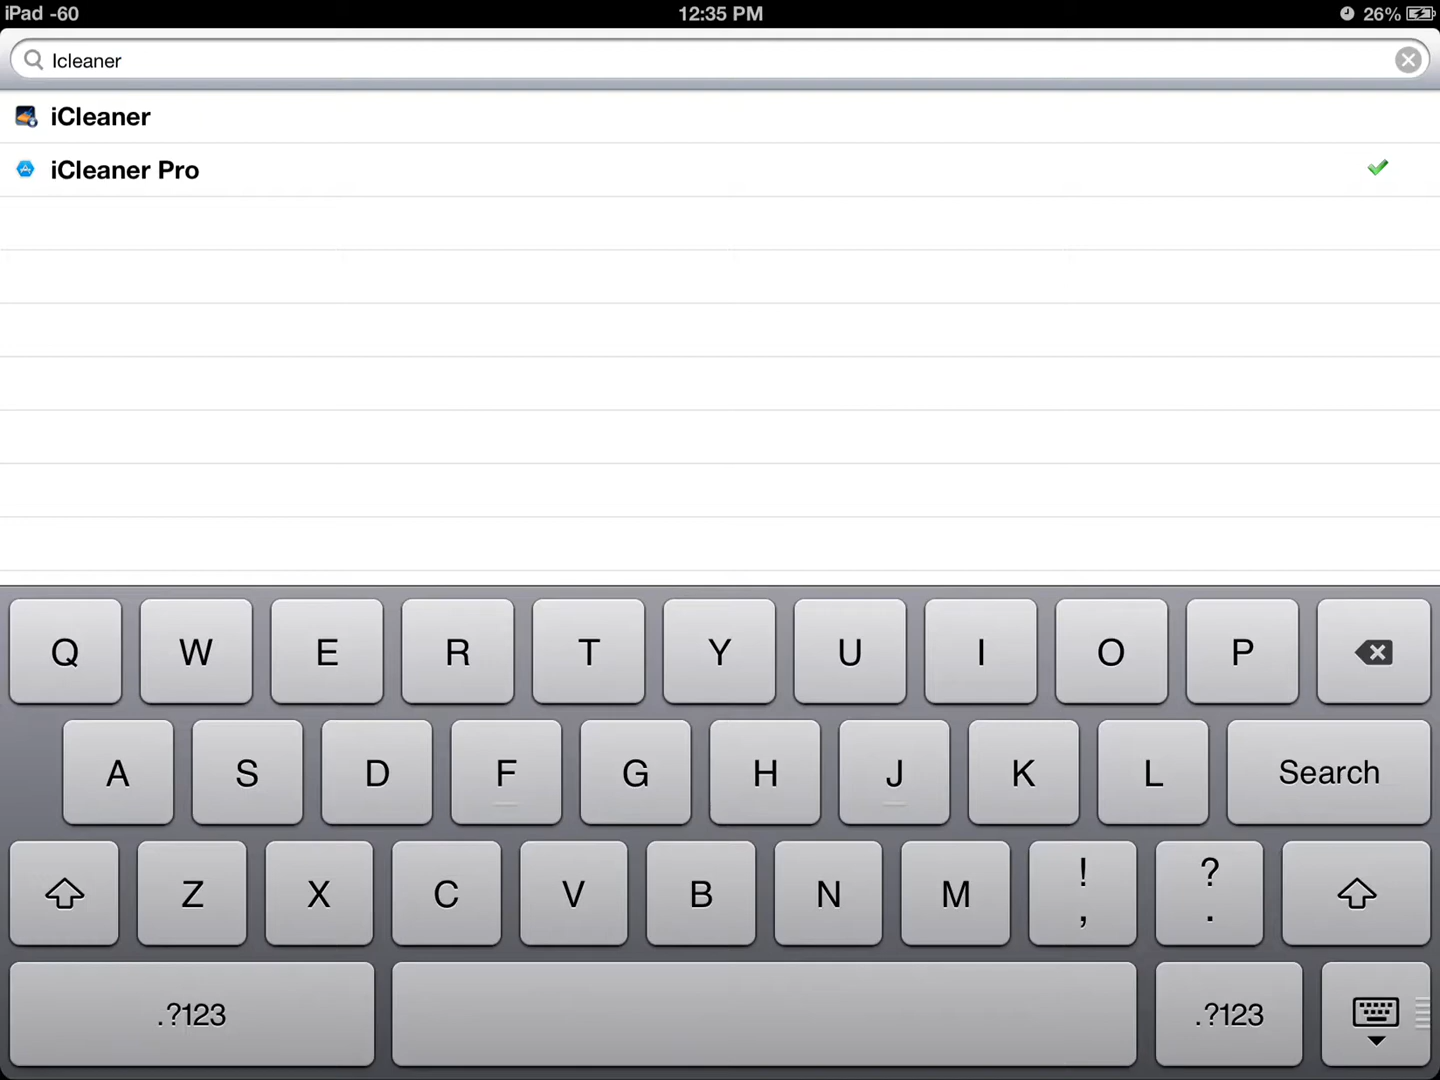 iPad -60 12:35 PM 26%
Icleaner
iCleaner
iCleaner Pro
Q W E R T Y U I O P
A S D F G H J K L Search
Z X C V B N M ! , ? .
.?123 .?123